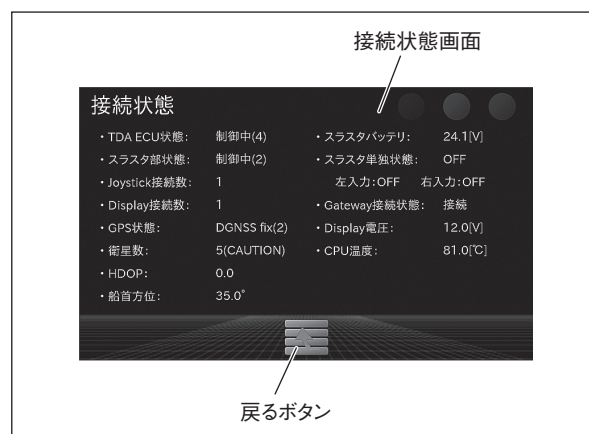 接続状態画面
接続状態
・TDA ECU状態: 制御中(4)
・スラスタ部状態: 制御中(2)
・Joystick接続数: 1
・Display接続数: 1
・GPS状態: DGNSS fix(2)
・衛星数: 5(CAUTION)
・HDOP: 0.0
・船首方位: 35.0°
・スラスタバッテリ: 24.1[V]
・スラスタ単独状態: OFF
左入力:OFF 右入力:OFF
・Gateway接続状態: 接続
・Display電圧: 12.0[V]
・CPU温度: 81.0[℃]
戻るボタン